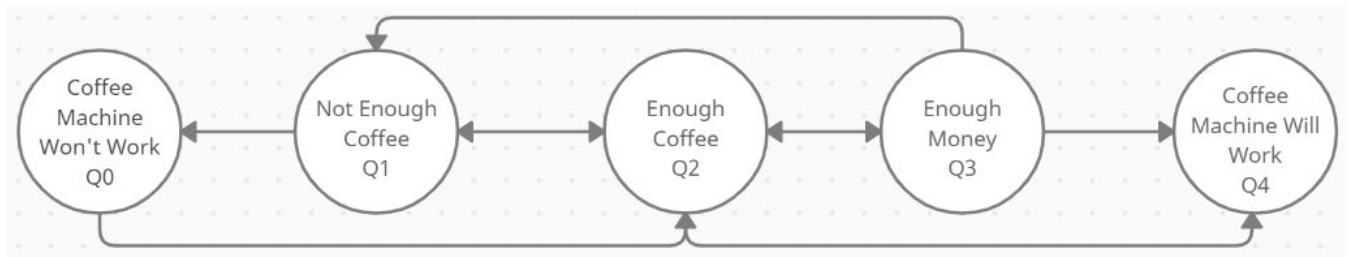 Coffee
Machine
Won't Work
Q0
Not Enough
Coffee
Q1
Enough
Coffee
Q2
Enough
Money
Q3
Coffee
Machine Will
Work
Q4